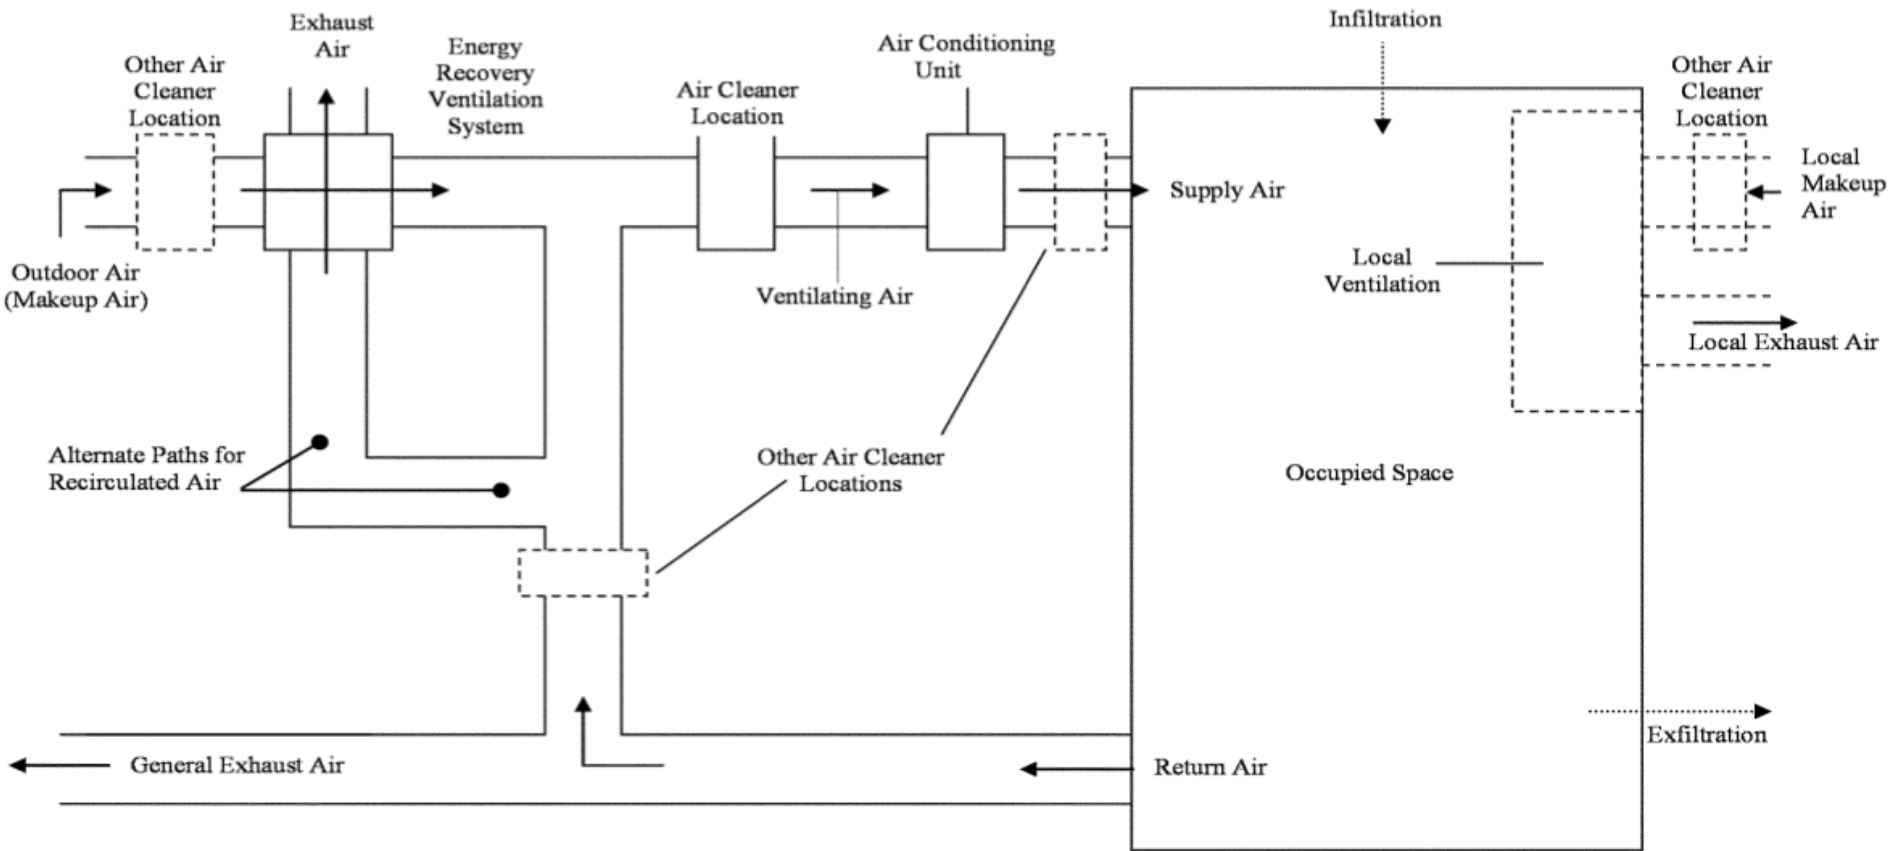 Exhaust
Air
Energy
Recovery
Ventilation
System
Other Air
Cleaner
Location
Air Cleaner
Location
Air Conditioning
Unit
Infiltration
Other Air
Cleaner
Location
Local
Makeup
Air
Supply Air
Outdoor Air
(Makeup Air)
Ventilating Air
Local
Ventilation
Local Exhaust Air
Alternate Paths for
Recirculated Air
Other Air Cleaner
Locations
Occupied Space
Exfiltration
General Exhaust Air
Return Air